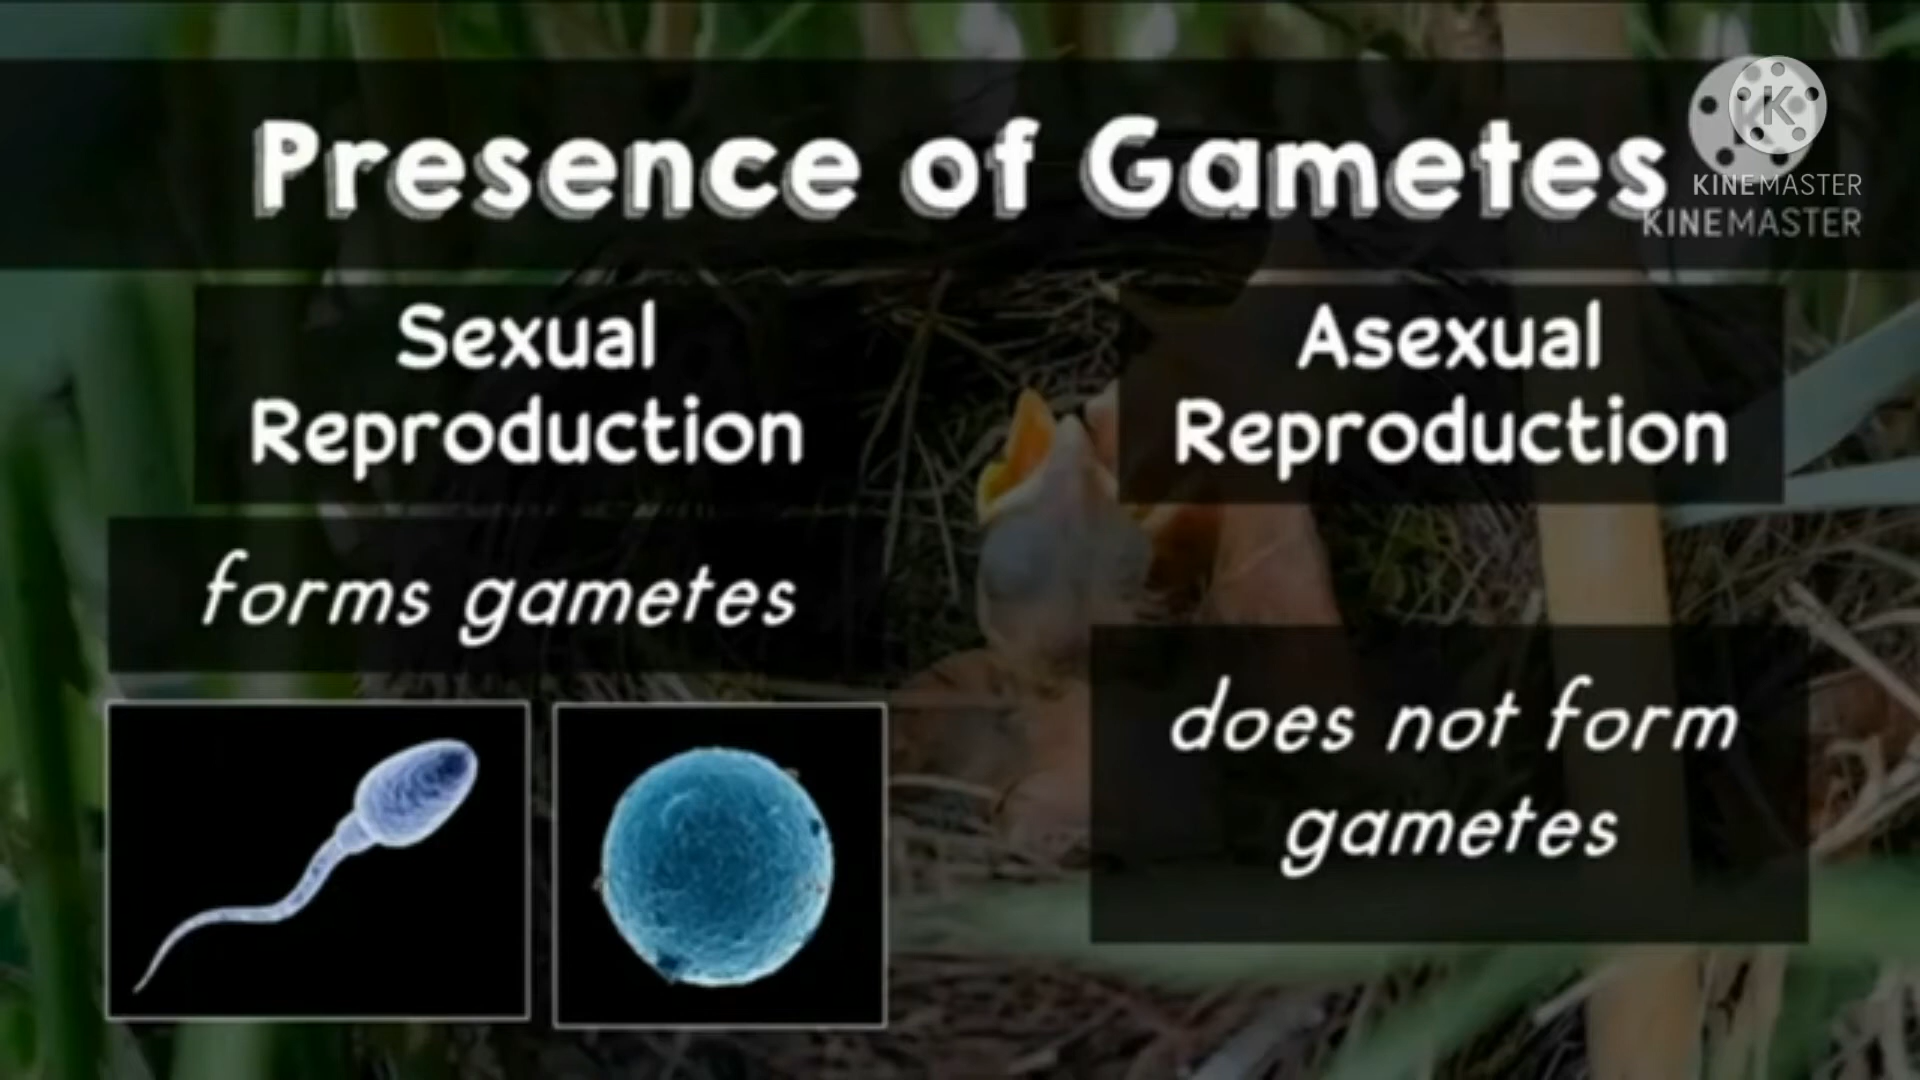 Presence of Gametes
K
KINEMASTER
KINEMASTER
Sexual
Reproduction
forms gametes
Asexual
Reproduction
does not form
gametes